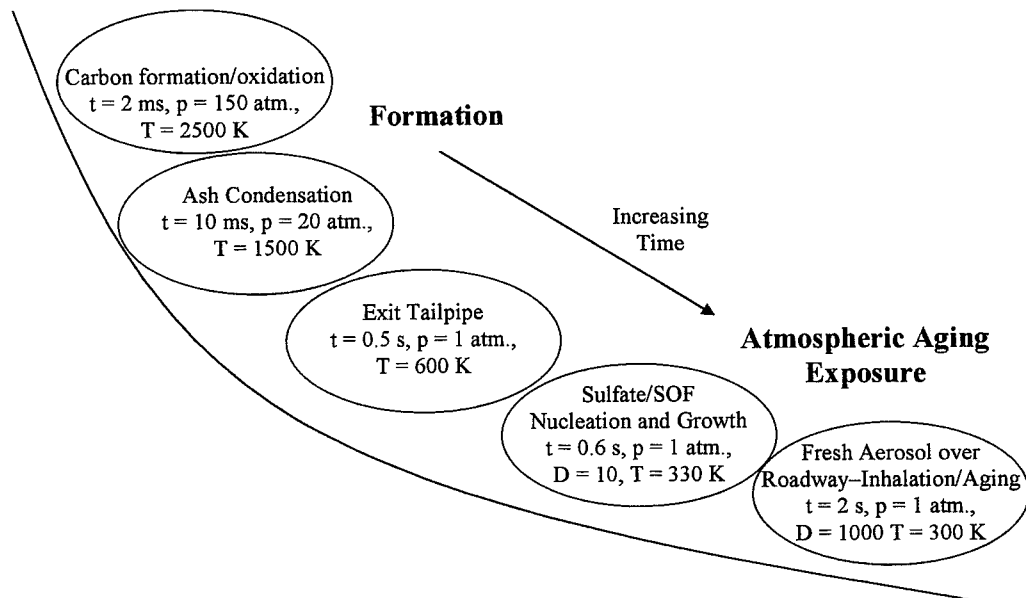 Carbon formation/oxidation
t = 2 ms, p = 150 atm.,
T = 2500 K
Formation
Ash Condensation
t = 10 ms, p = 20 atm.,
T = 1500 K
Increasing
Time
Exit Tailpipe
t = 0.5 s, p = 1 atm.,
T = 600 K
Atmospheric Aging
Exposure
Sulfate/SOF
Nucleation and Growth
t = 0.6 s, p = 1 atm.,
D = 10, T = 330 K
Fresh Aerosol over
Roadway–Inhalation/Aging
t = 2 s, p = 1 atm.,
D = 1000 T = 300 K